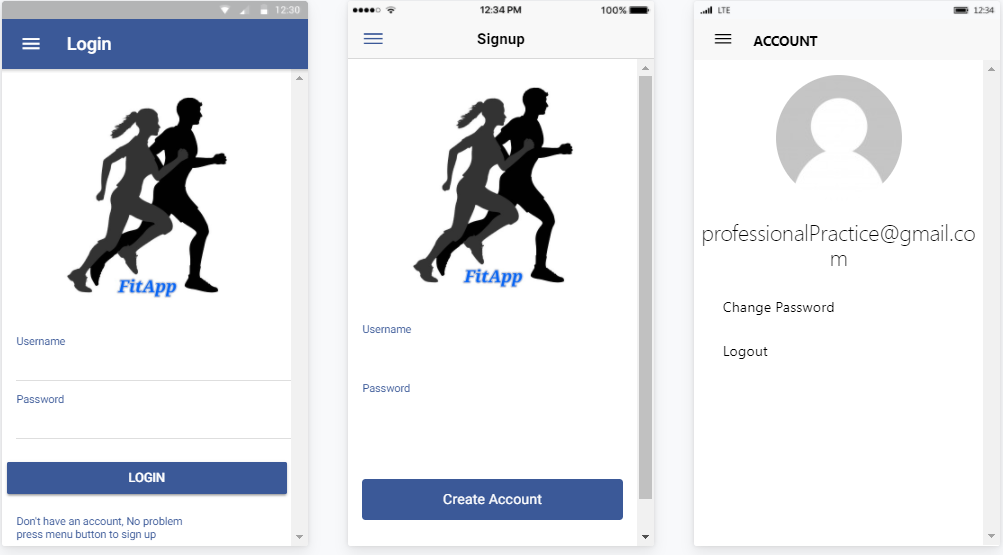 12:30
Login
FitApp
Username
Password
LOGIN
Don't have an account, No problem
press menu button to sign up
12:34 PM
100%
Signup
FitApp
Username
Password
Create Account
LTE
12:34
ACCOUNT
professionalPractice@gmail.co
m
Change Password
Logout